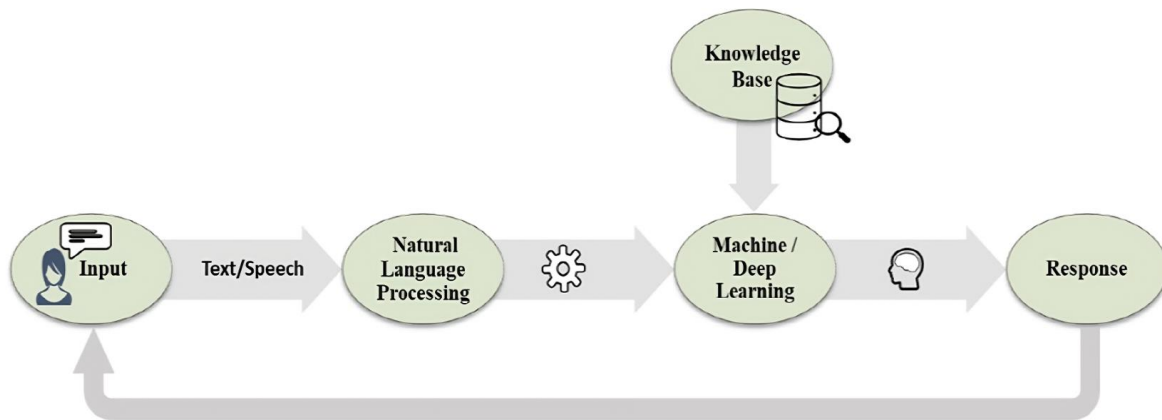 Knowledge
Base
Input
Text/Speech
Natural
Language
Processing
Machine /
Deep
Learning
Response